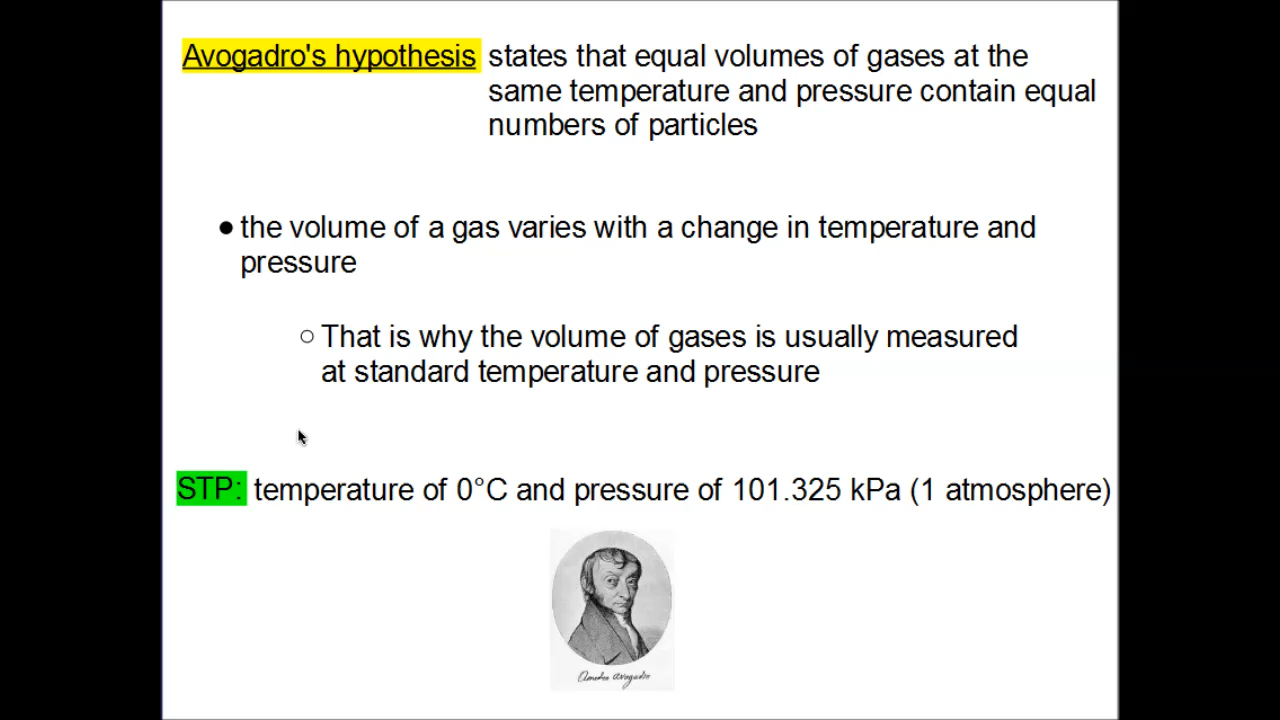 Avogadro's hypothesis states that equal volumes of gases at the
same temperature and pressure contain equal
numbers of particles
● the volume of a gas varies with a change in temperature and
pressure
○ That is why the volume of gases is usually measured
at standard temperature and pressure
STP: temperature of 0°C and pressure of 101.325 kPa (1 atmosphere)
Amedeo Avogadro